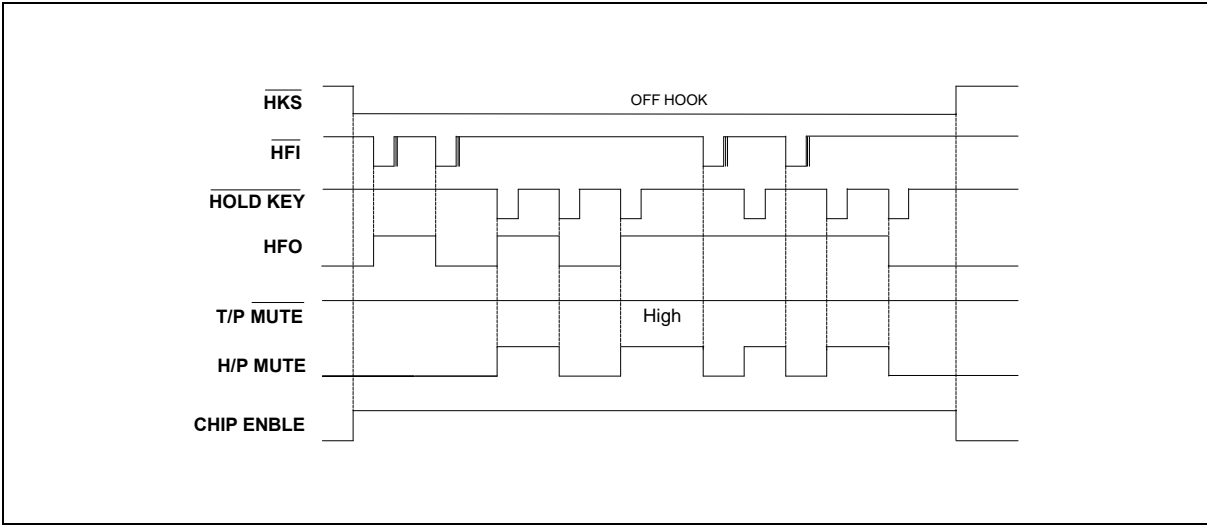 HKS
OFF HOOK
HFI
HOLD KEY
HFO
T/P MUTE
High
H/P MUTE
CHIP ENBLE